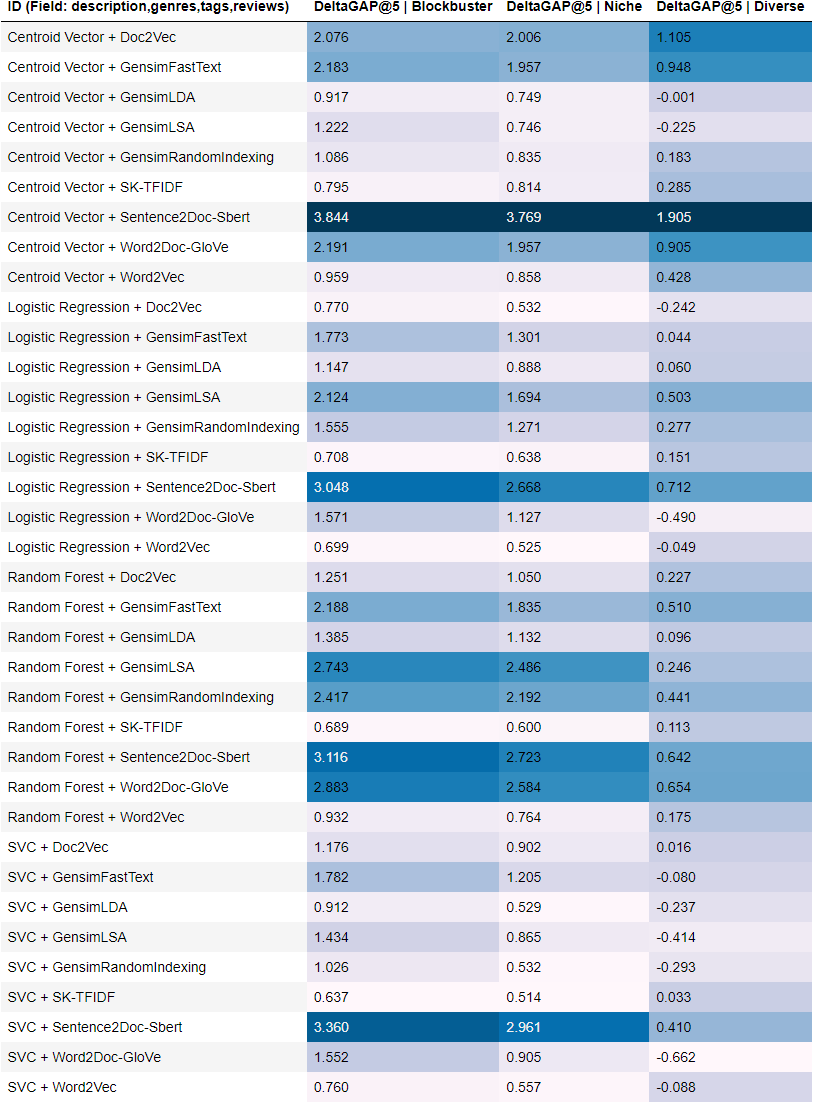 ID (Field: description,genres,tags,reviews) DeltaGAP@5 | Blockbuster DeltaGAP@5 | Niche DeltaGAP@5 | Diverse
Centroid Vector + Doc2Vec 2.076 2.006 1.105
Centroid Vector + GensimFastText 2.183 1.957 0.948
Centroid Vector + GensimLDA 0.917 0.749 -0.001
Centroid Vector + GensimLSA 1.222 0.746 -0.225
Centroid Vector + GensimRandomIndexing 1.086 0.835 0.183
Centroid Vector + SK-TFIDF 0.795 0.814 0.285
Centroid Vector + Sentence2Doc-Sbert 3.844 3.769 1.905
Centroid Vector + Word2Doc-GloVe 2.191 1.957 0.905
Centroid Vector + Word2Vec 0.959 0.858 0.428
Logistic Regression + Doc2Vec 0.770 0.532 -0.242
Logistic Regression + GensimFastText 1.773 1.301 0.044
Logistic Regression + GensimLDA 1.147 0.888 0.060
Logistic Regression + GensimLSA 2.124 1.694 0.503
Logistic Regression + GensimRandomIndexing 1.555 1.271 0.277
Logistic Regression + SK-TFIDF 0.708 0.638 0.151
Logistic Regression + Sentence2Doc-Sbert 3.048 2.668 0.712
Logistic Regression + Word2Doc-GloVe 1.571 1.127 -0.490
Logistic Regression + Word2Vec 0.699 0.525 -0.049
Random Forest + Doc2Vec 1.251 1.050 0.227
Random Forest + GensimFastText 2.188 1.835 0.510
Random Forest + GensimLDA 1.385 1.132 0.096
Random Forest + GensimLSA 2.743 2.486 0.246
Random Forest + GensimRandomIndexing 2.417 2.192 0.441
Random Forest + SK-TFIDF 0.689 0.600 0.113
Random Forest + Sentence2Doc-Sbert 3.116 2.723 0.642
Random Forest + Word2Doc-GloVe 2.883 2.584 0.654
Random Forest + Word2Vec 0.932 0.764 0.175
SVC + Doc2Vec 1.176 0.902 0.016
SVC + GensimFastText 1.782 1.205 -0.080
SVC + GensimLDA 0.912 0.529 -0.237
SVC + GensimLSA 1.434 0.865 -0.414
SVC + GensimRandomIndexing 1.026 0.532 -0.293
SVC + SK-TFIDF 0.637 0.514 0.033
SVC + Sentence2Doc-Sbert 3.360 2.961 0.410
SVC + Word2Doc-GloVe 1.552 0.905 -0.662
SVC + Word2Vec 0.760 0.557 -0.088